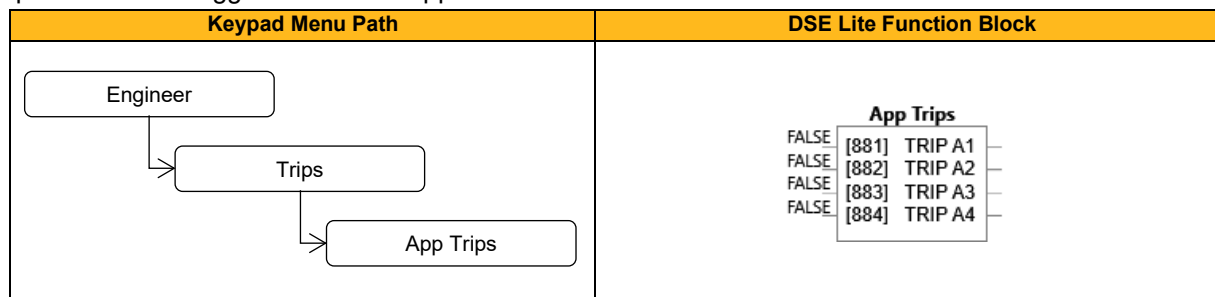 Keypad Menu Path
DSE Lite Function Block
Engineer
Trips
App Trips
App Trips
FALSE [881] TRIP A1
FALSE [882] TRIP A2
FALSE [883] TRIP A3
FALSE [884] TRIP A4